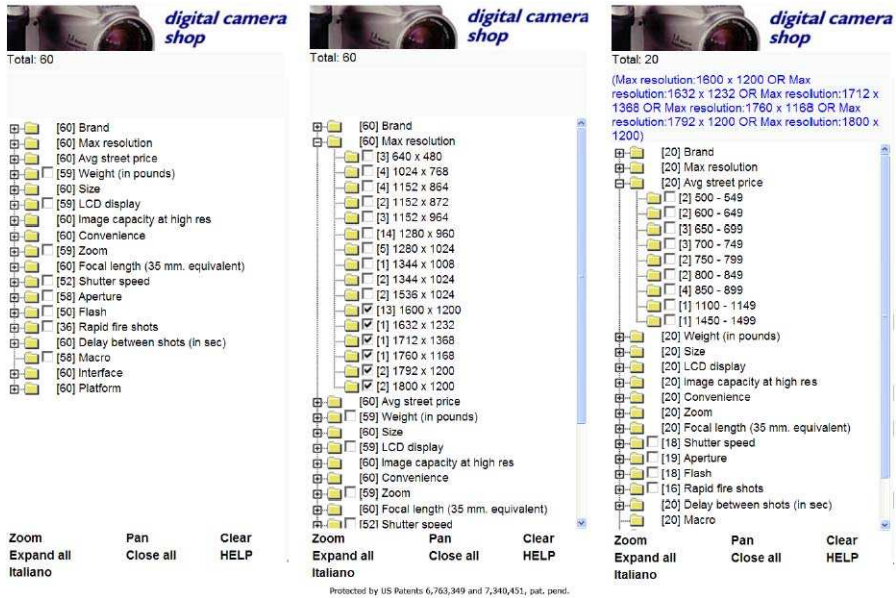 digital camera
shop
Total: 60
[60] Brand
[60] Max resolution
[60] Avg street price
[59] Weight (in pounds)
[60] Size
[59] LCD display
[60] Image capacity at high res
[60] Convenience
[59] Zoom
[60] Focal length (35 mm. equivalent)
[52] Shutter speed
[58] Aperture
[50] Flash
[36] Rapid fire shots
[60] Delay between shots (in sec)
[58] Macro
[60] Interface
[60] Platform
Zoom Pan Clear
Expand all Close all HELP
Italiano
digital camera
shop
Total: 60
[60] Brand
[60] Max resolution
[3] 640 x 480
[4] 1024 x 768
[4] 1152 x 864
[2] 1152 x 872
[3] 1152 x 964
[14] 1280 x 960
[5] 1280 x 1024
[1] 1344 x 1008
[2] 1344 x 1024
[2] 1536 x 1024
[13] 1600 x 1200
[1] 1632 x 1232
[1] 1712 x 1368
[1] 1760 x 1168
[2] 1792 x 1200
[2] 1800 x 1200
[60] Avg street price
[59] Weight (in pounds)
[60] Size
[59] LCD display
[60] Image capacity at high res
[60] Convenience
[59] Zoom
[60] Focal length (35 mm. equivalent)
[52] Shutter speed
Zoom Pan Clear
Expand all Close all HELP
Italiano
digital camera
shop
Total: 20
(Max resolution:1600 x 1200 OR Max
resolution:1632 x 1232 OR Max resolution:1712 x
1368 OR Max resolution:1760 x 1168 OR Max
resolution:1792 x 1200 OR Max resolution:1800 x
1200)
[20] Brand
[20] Max resolution
[20] Avg street price
[2] 500 - 549
[2] 600 - 649
[3] 650 - 699
[3] 700 - 749
[2] 750 - 799
[2] 800 - 849
[4] 850 - 899
[1] 1100 - 1149
[1] 1450 - 1499
[20] Weight (in pounds)
[20] Size
[20] LCD display
[20] Image capacity at high res
[20] Convenience
[20] Zoom
[20] Focal length (35 mm. equivalent)
[18] Shutter speed
[19] Aperture
[18] Flash
[16] Rapid fire shots
[20] Delay between shots (in sec)
[20] Macro
Zoom Pan Clear
Expand all Close all HELP
Italiano
Protected by US Patents 6,763,349 and 7,340,451, pat. pend.